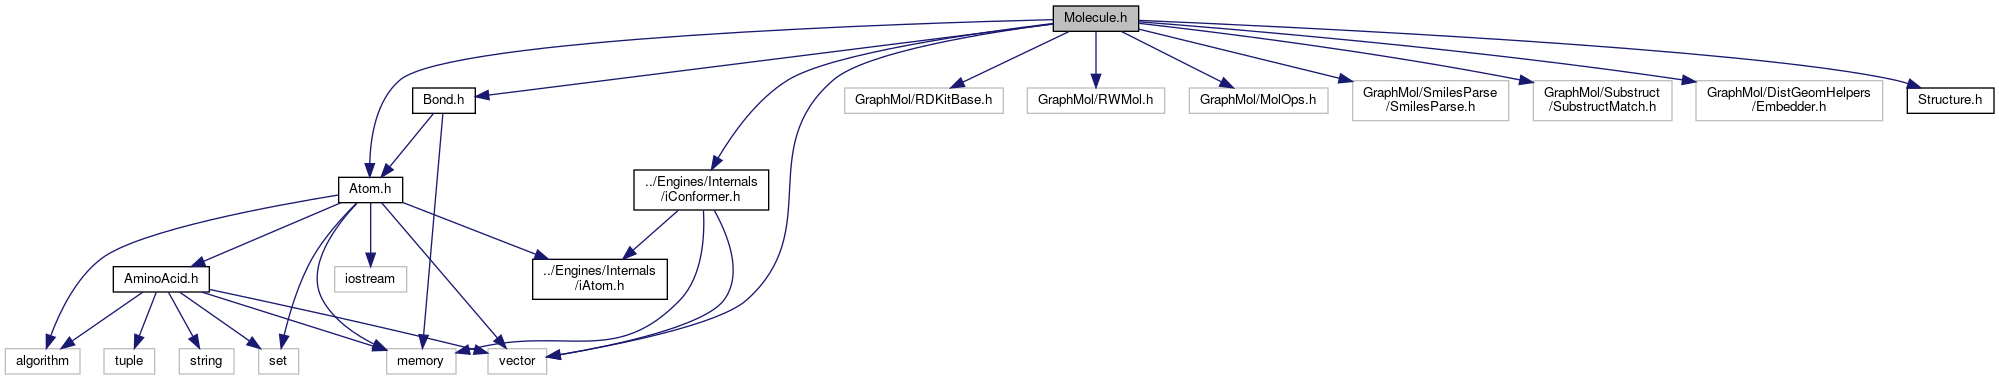 Molecule.h
Bond.h
GraphMol/RDKitBase.h
GraphMol/RWMol.h
GraphMol/MolOps.h
GraphMol/SmilesParse
/SmilesParse.h
GraphMol/Substruct
/SubstructMatch.h
GraphMol/DistGeomHelpers
/Embedder.h
Structure.h
Atom.h
../Engines/Internals
/iConformer.h
AminoAcid.h
iostream
../Engines/Internals
/iAtom.h
algorithm
tuple
string
set
memory
vector